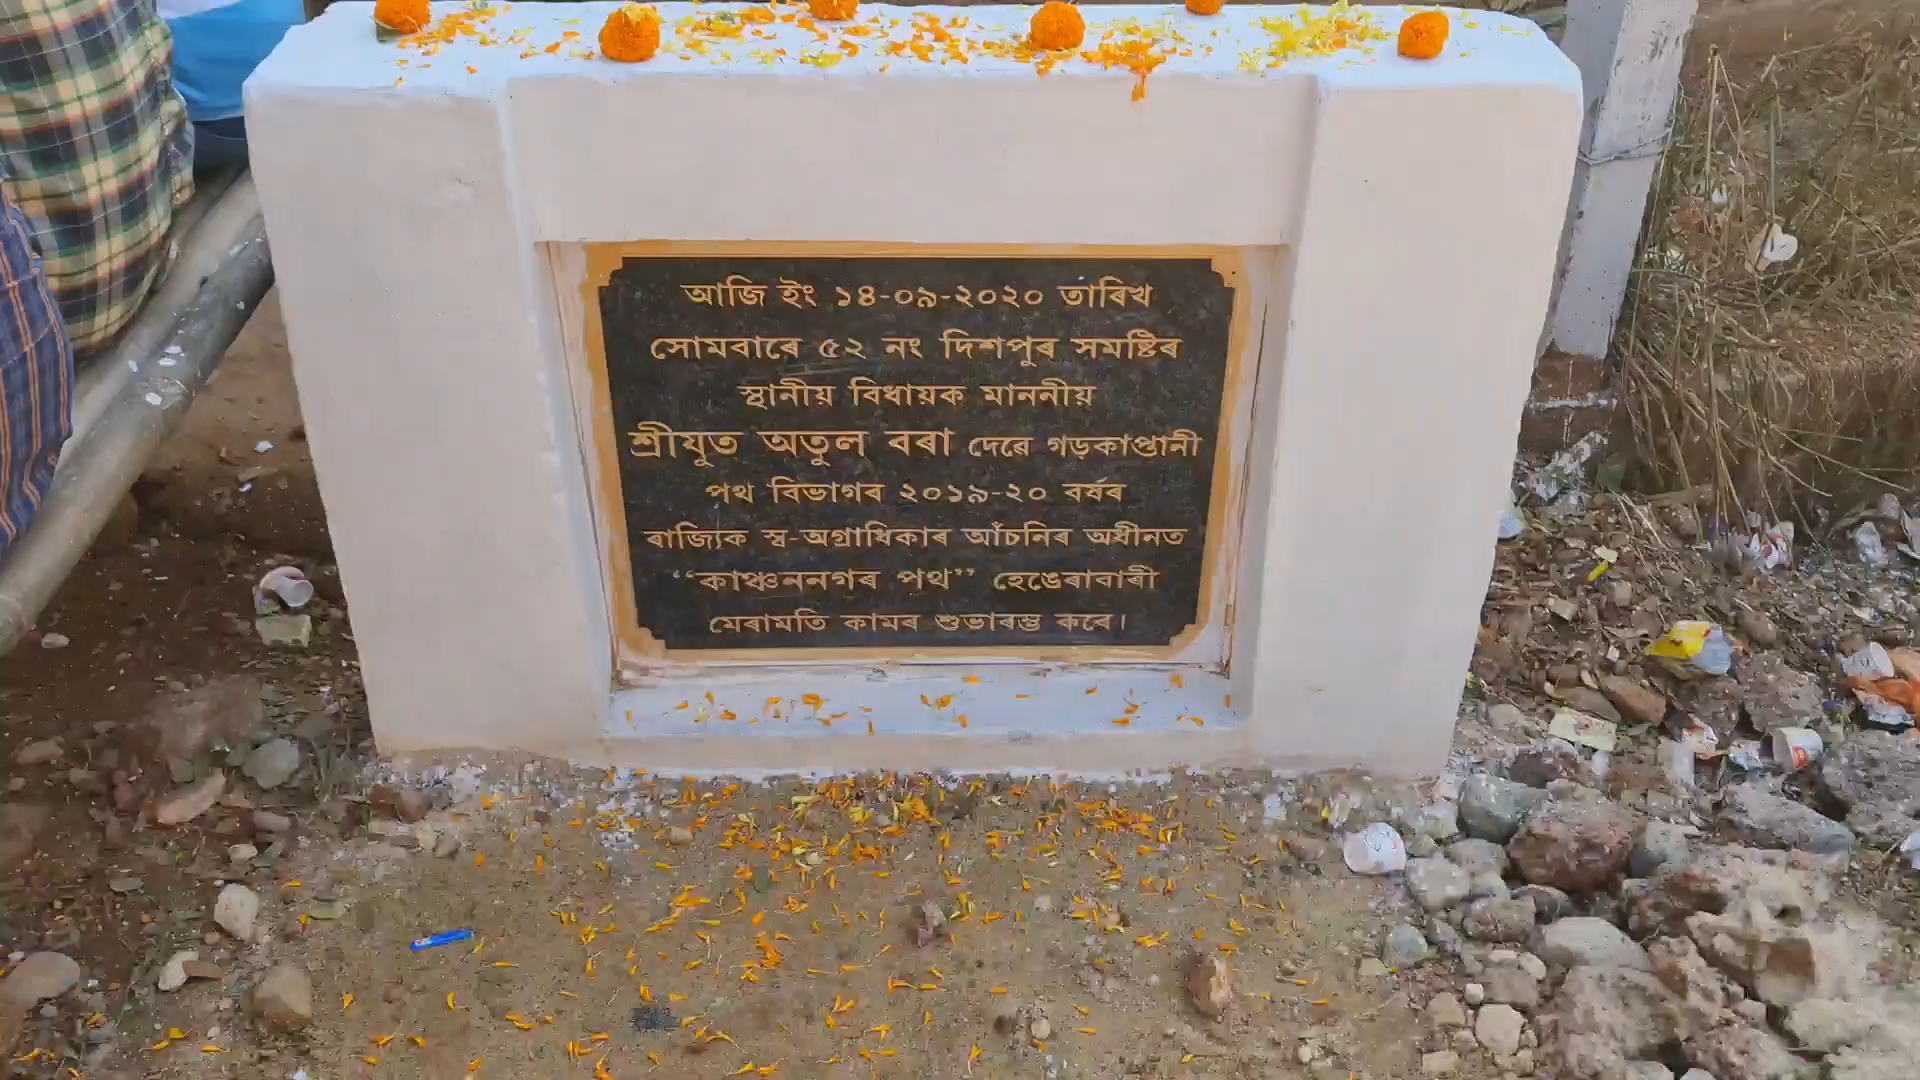 আজি ইং ১৪-০৯-২০২০ তাৰিখ
সোমবাৰে ৫২ নং দিশপুৰ সমষ্টিৰ
স্থানীয় বিধায়ক মাননীয়
শ্ৰীযুত অতুল বৰা দেৱে গড়কাপ্তানী
পথ বিভাগৰ ২০১৯-২০ বৰ্ষৰ
ৰাজ্যিক স্ব-অগ্ৰাধিকাৰ আঁচনিৰ অধীনত
“কাঞ্চননগৰ পথ” হেঙেৰাবাৰী
মেৰামতি কামৰ শুভাৰম্ভ কৰে।